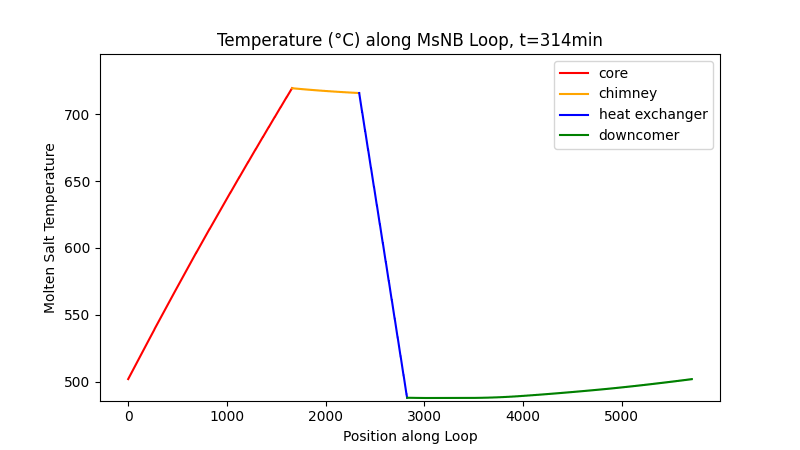 Temperature (°C) along MsNB Loop, t=314min
core
chimney
heat exchanger
downcomer
Molten Salt Temperature
700
650
600
550
500
0
1000
2000
3000
4000
5000
Position along Loop